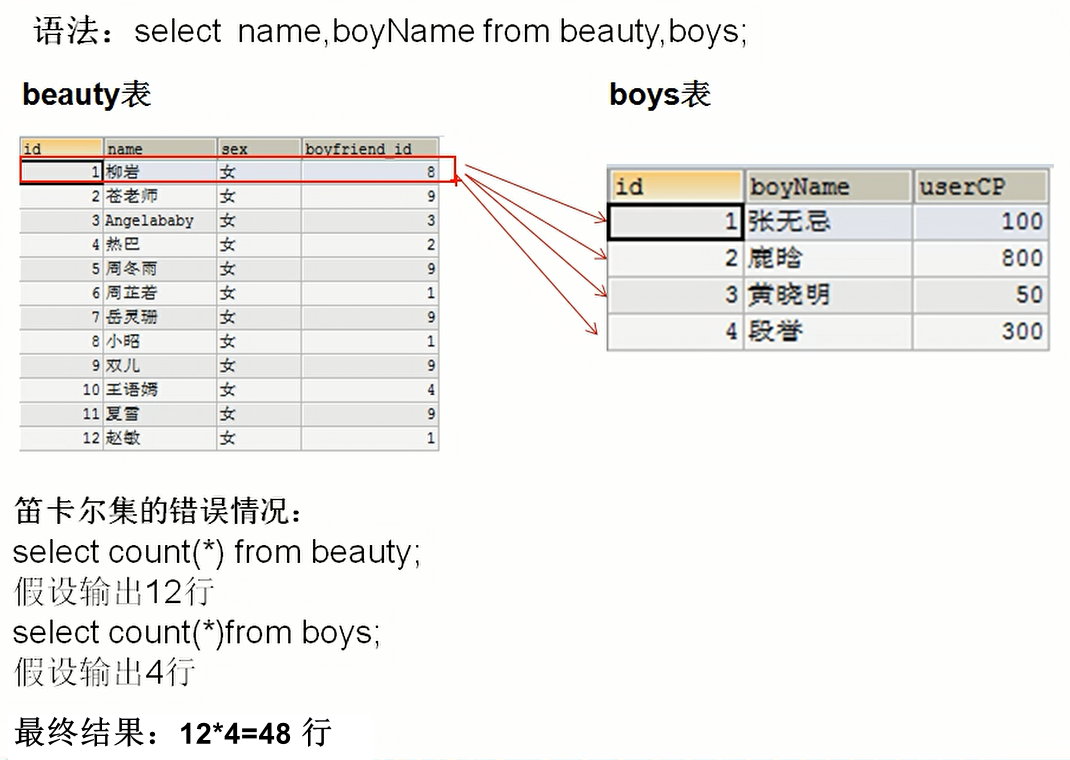 语法：select name,boyName from beauty,boys;
beauty表
boys表
id name sex boyfriend_id
1 柳岩 女 8
2 苍老师 女 9
3 Angelababy 女 3
4 热巴 女 2
5 周冬雨 女 9
6 周芷若 女 1
7 岳灵珊 女 9
8 小昭 女 1
9 双儿 女 9
10 王语嫣 女 4
11 夏雪 女 9
12 赵敏 女 1
id boyName userCP
1 张无忌 100
2 鹿晗 800
3 黄晓明 50
4 段誉 300
笛卡尔集的错误情况：
select count(*) from beauty;
假设输出12行
select count(*)from boys;
假设输出4行
最终结果：12*4=48 行